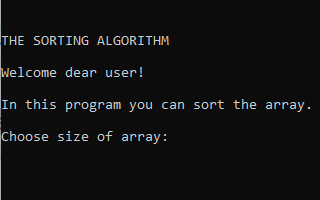 THE SORTING ALGORITHM
Welcome dear user!
In this program you can sort the array.
Choose size of array: